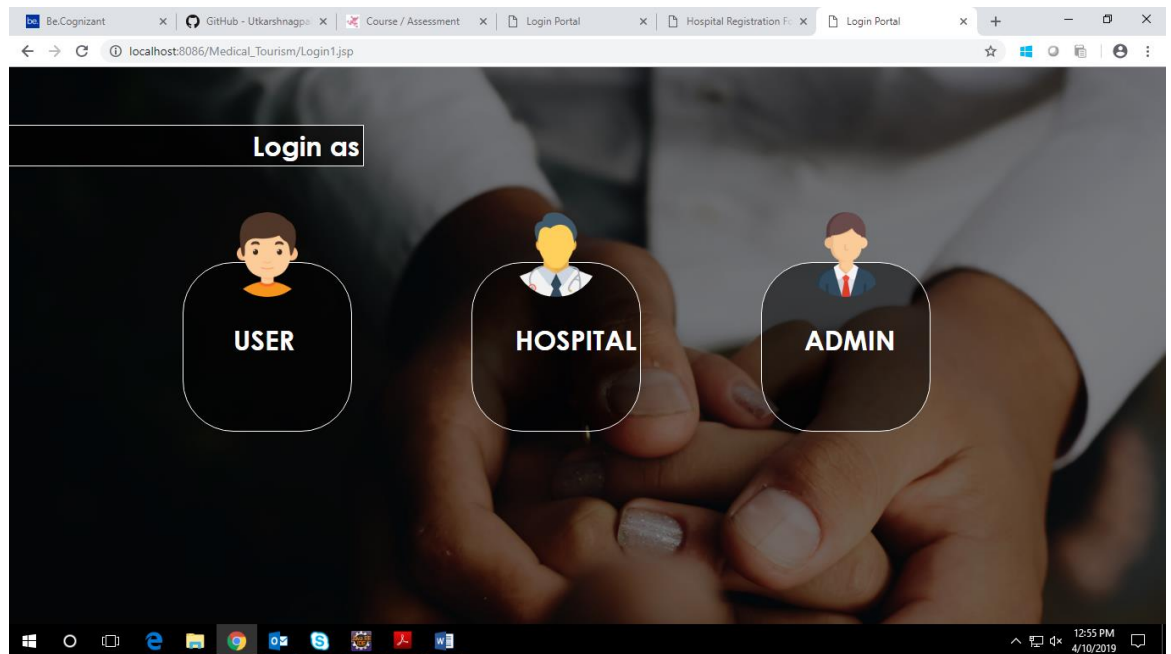 be. Be.Cognizant
GitHub - Utkarshnagpa
Course / Assessment
Login Portal
Hospital Registration Fo
Login Portal
localhost:8086/Medical_Tourism/Login1.jsp
Login as
USER
HOSPITAL
ADMIN
12:55 PM
4/10/2019